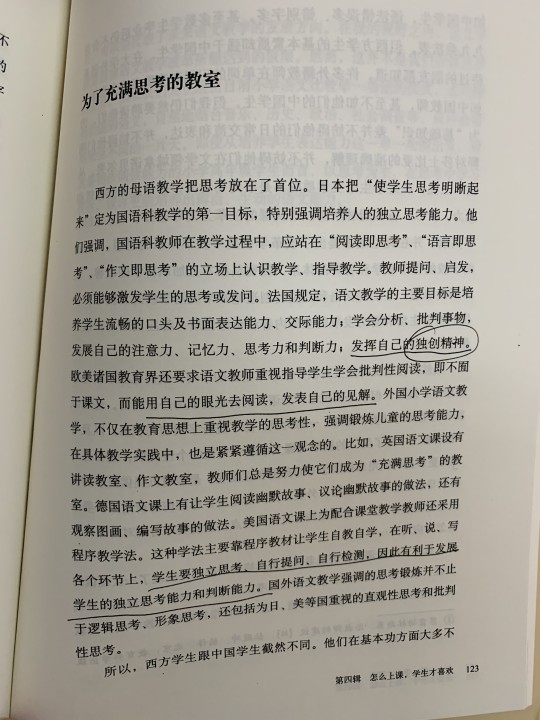 不
的
字
为了充满思考的教室
西方的母语教学把思考放在了首位。日本把“使学生思考明晰起
来”定为国语科教学的第一目标，特别强调培养人的独立思考能力。他
们强调，国语科教师在教学过程中，应站在“阅读即思考”、“语言即思
考”、“作文即思考”的立场上认识教学、指导教学。教师提问、启发，
必须能够激发学生的思考或发问。法国规定，语文教学的主要目标是培
养学生流畅的口头及书面表达能力、交际能力；学会分析、批判事物，
发展自己的注意力、记忆力、思考力和判断力；发挥自己的独创精神。
欧美诸国教育界还要求语文教师重视指导学生学会批判性阅读，即不囿
于课文，而能用自己的眼光去阅读，发表自己的见解。外国小学语文教
学，不仅在教育思想上重视教学的思考性，强调锻炼儿童的思考能力，
在具体教学实践中，也是紧紧遵循这一观念的。比如，英国语文课设有
讲读教室、作文教室，教师们总是努力使它们成为“充满思考”的教
室。德国语文课上有让学生阅读幽默故事、议论幽默故事的做法，还有
观察图画、编写故事的做法。美国语文课上为配合课堂教学教师还采用
程序教学法。这种学法主要靠程序教材让学生自教自学，在听、说、写
各个环节上，学生要独立思考，自行提问、自行检测，因此有利于发展
学生的独立思考能力和判断能力。国外语文教学强调的思考锻炼并不止
于逻辑思考、形象思考，还包括为日、美等国重视的直观性思考和批判
性思考。
所以，西方学生跟中国学生截然不同。他们在基本功方面大多不
第四辑 怎么上课，学生才喜欢 123